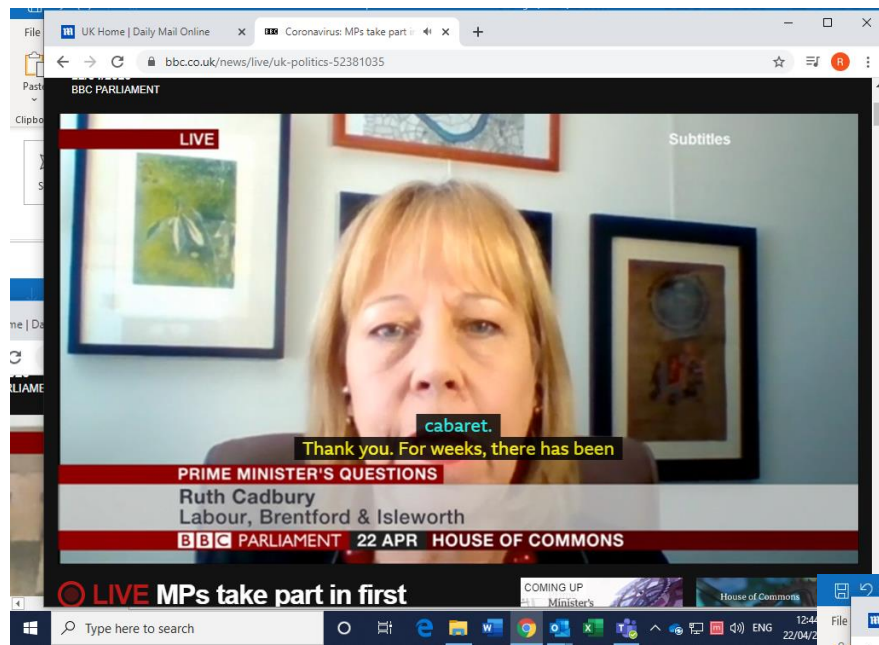 File
UK Home | Daily Mail Online
Coronavirus: MPs take part i
bbc.co.uk/news/live/uk-politics-52381035
R
Paste
BBC PARLIAMENT
Clipbo
LIVE
Subtitles
me | Da
RLIAME
cabaret.
Thank you. For weeks, there has been
PRIME MINISTER'S QUESTIONS
Ruth Cadbury
Labour, Brentford & Isleworth
BBC PARLIAMENT 22 APR HOUSE OF COMMONS
LIVE MPs take part in first
COMING UP
Minister's
House of Commons
Type here to search
ENG
12:44
22/04/2
File